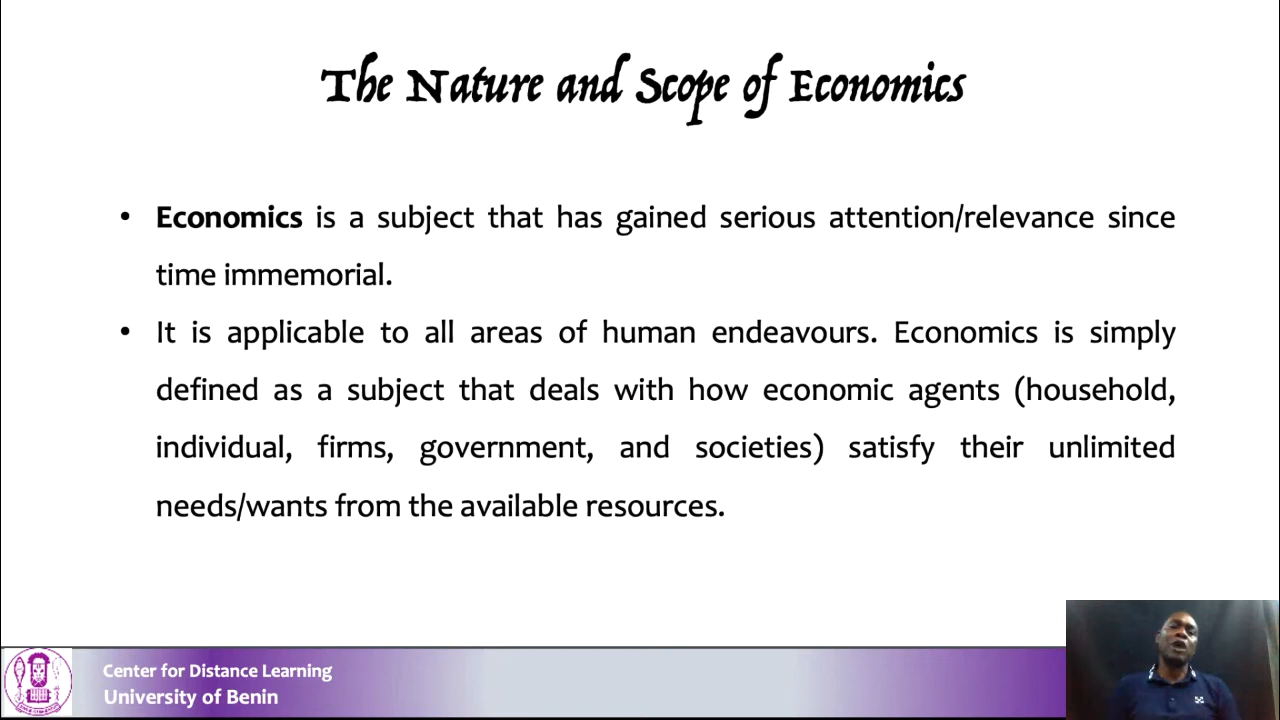 The Nature and Scope of Economics
• Economics is a subject that has gained serious attention/relevance since
time immemorial.
• It is applicable to all areas of human endeavours. Economics is simply
defined as a subject that deals with how economic agents (household,
individual, firms, government, and societies) satisfy their unlimited
needs/wants from the available resources.
Center for Distance Learning
University of Benin